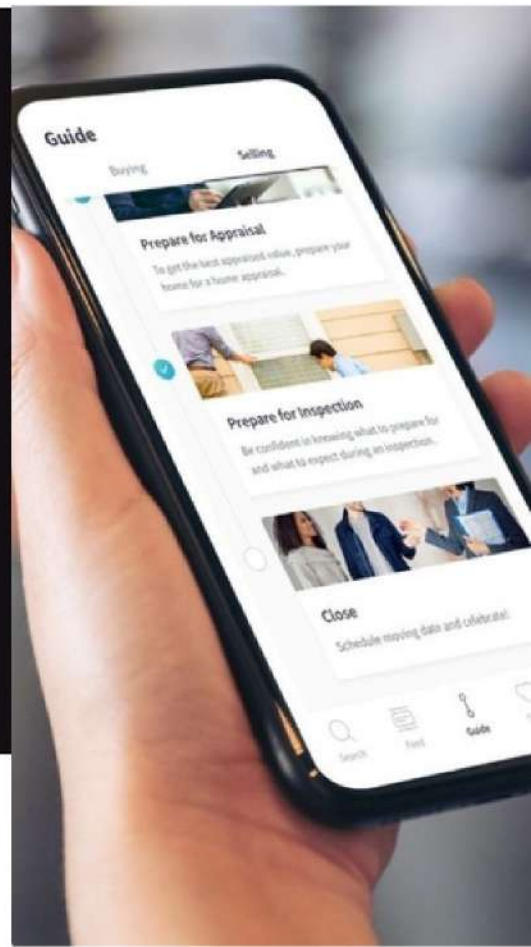 Guide
Buying
Selling
Prepare for Appraisal
To get the best appraised value, prepare your
home for a home appraisal.
Prepare for Inspection
Be confident in knowing what to prepare for
and what to expect during an inspection.
Close
Schedule moving date and celebrate!
Search
Feed
Guide